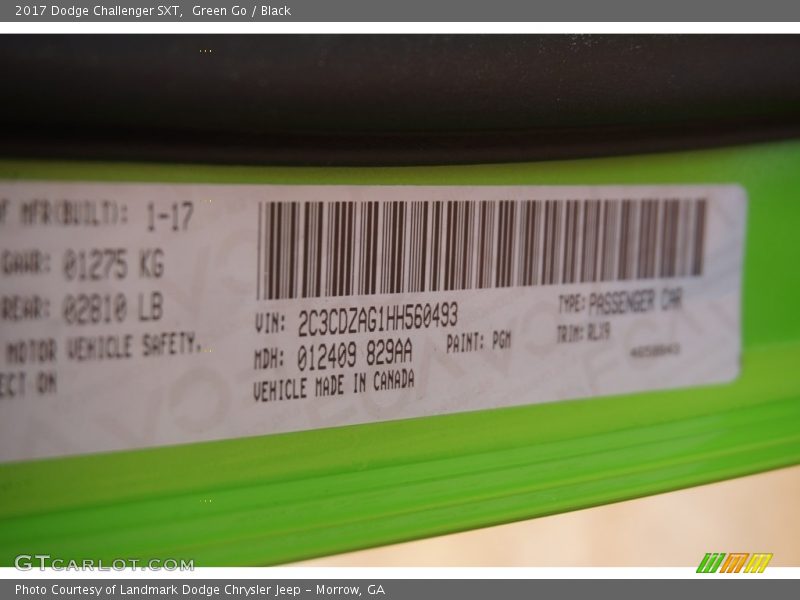 2017 Dodge Challenger SXT, Green Go / Black
MFR(BUILT): 1-17
GAWR: 01275 KG
REAR: 02810 LB
MOTOR VEHICLE SAFETY.
ECT ON
VIN: 2C3CDZAG1HH560493
MDH: 012409 829AA
PAINT: PGM
VEHICLE MADE IN CANADA
TYPE: PASSENGER CAR
TRIM: RLX9
GTCARLOT.COM
Photo Courtesy of Landmark Dodge Chrysler Jeep - Morrow, GA